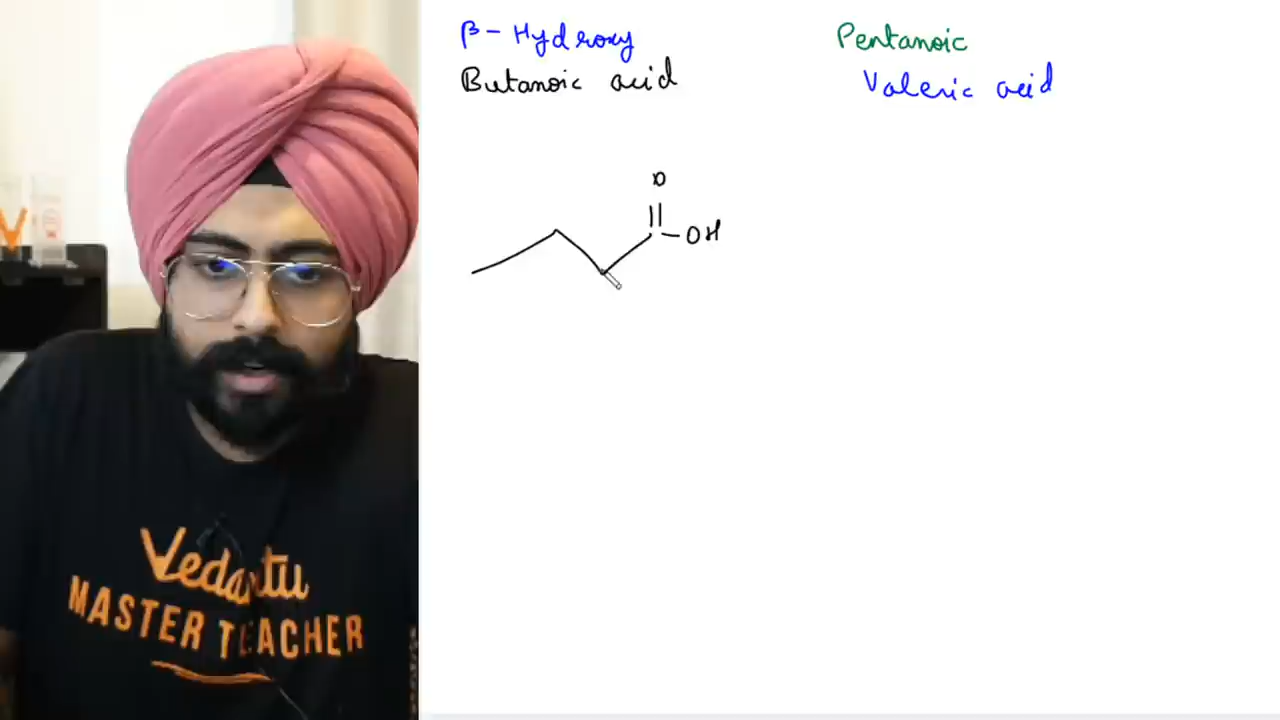 β - Hydroxy
Butanoic acid
Pentanoic
Valeric acid
O
OH
Vedantu
MASTER TEACHER